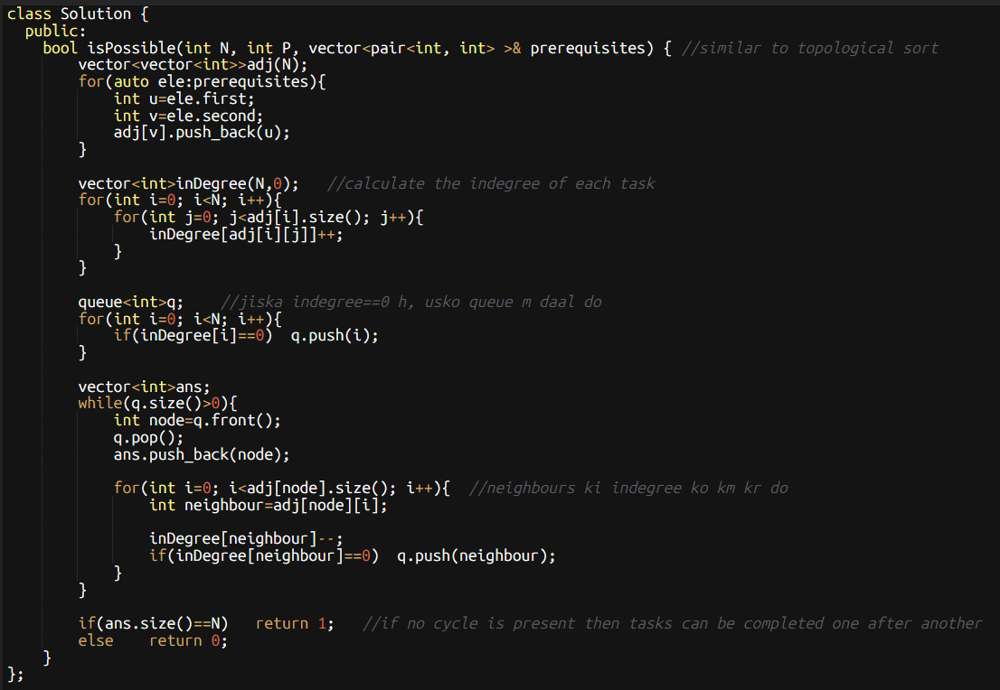 class Solution {
  public:
    bool isPossible(int N, int P, vector<pair<int, int> >& prerequisites) { //similar to topological sort
        vector<vector<int>>adj(N);
        for(auto ele:prerequisites){
            int u=ele.first;
            int v=ele.second;
            adj[v].push_back(u);
        }

        vector<int>inDegree(N,0);   //calculate the indegree of each task
        for(int i=0; i<N; i++){
            for(int j=0; j<adj[i].size(); j++){
                inDegree[adj[i][j]]++;
            }
        }

        queue<int>q;    //jiska indegree==0 h, usko queue m daal do
        for(int i=0; i<N; i++){
            if(inDegree[i]==0)  q.push(i);
        }

        vector<int>ans;
        while(q.size()>0){
            int node=q.front();
            q.pop();
            ans.push_back(node);

            for(int i=0; i<adj[node].size(); i++){  //neighbours ki indegree ko km kr do
                int neighbour=adj[node][i];

                inDegree[neighbour]--;
                if(inDegree[neighbour]==0)  q.push(neighbour);
            }
        }

        if(ans.size()==N)   return 1;   //if no cycle is present then tasks can be completed one after another
        else    return 0;
    }
};